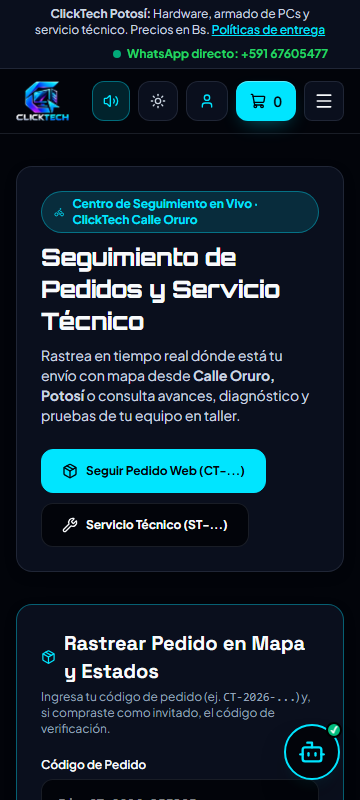 ClickTech Potosí: Hardware, armado de PCs y
servicio técnico. Precios en Bs. Políticas de entrega
WhatsApp directo: +591 67605477
CLICKTECH
0
Centro de Seguimiento en Vivo ·
ClickTech Calle Oruro
Seguimiento de
Pedidos y Servicio
Técnico
Rastrea en tiempo real dónde está tu
envío con mapa desde Calle Oruro,
Potosí o consulta avances, diagnóstico y
pruebas de tu equipo en taller.
Seguir Pedido Web (CT-...)
Servicio Técnico (ST-...)
Rastrear Pedido en Mapa
y Estados
Ingresa tu código de pedido (ej. CT-2026-...) y,
si compraste como invitado, el código de
verificación.
Código de Pedido